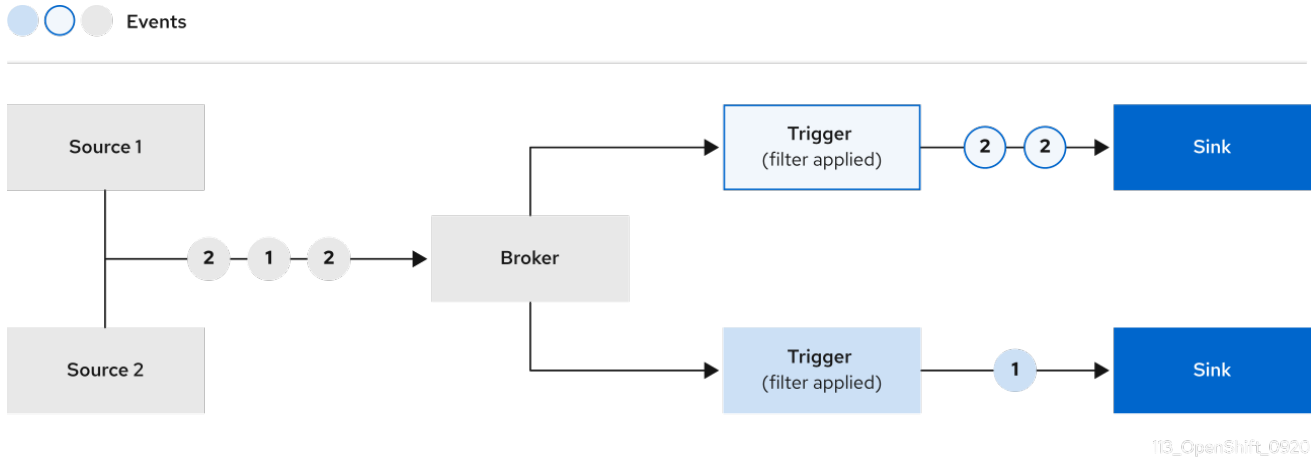 Events
Source 1
Source 2
2 1 2
Broker
Trigger
(filter applied)
2 2
Sink
Trigger
(filter applied)
1
Sink
113_OpenShift_0920